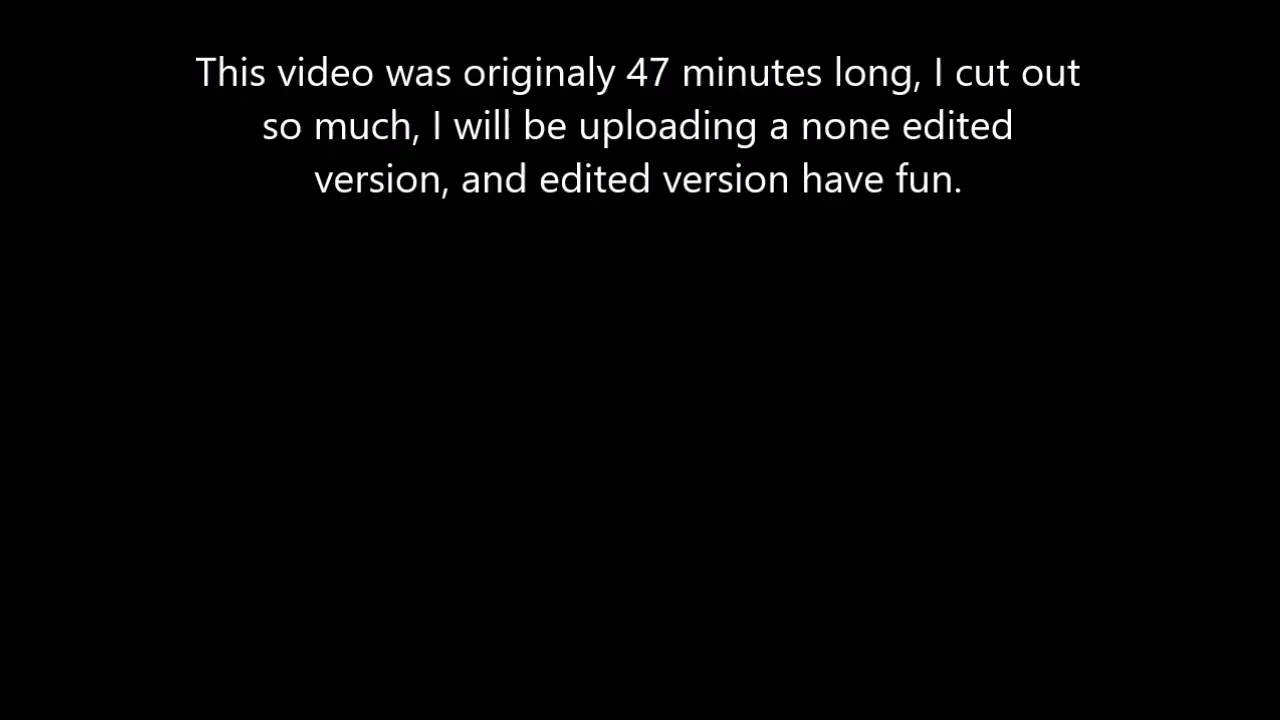 This video was originaly 47 minutes long, I cut out
so much, I will be uploading a none edited
version, and edited version have fun.